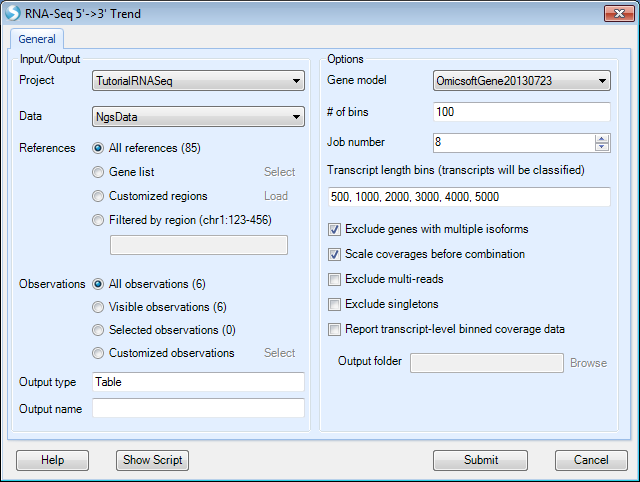 RNA-Seq 5'->3' Trend
General
Input/Output
Project TutorialRNASeq
Data NgsData
References All references (85)
Gene list Select
Customized regions Load
Filtered by region (chr1:123-456)
Observations All observations (6)
Visible observations (6)
Selected observations (0)
Customized observations Select
Output type Table
Output name
Options
Gene model OmicsoftGene20130723
# of bins 100
Job number 8
Transcript length bins (transcripts will be classified)
500, 1000, 2000, 3000, 4000, 5000
Exclude genes with multiple isoforms
Scale coverages before combination
Exclude multi-reads
Exclude singletons
Report transcript-level binned coverage data
Output folder Browse
Help Show Script Submit Cancel